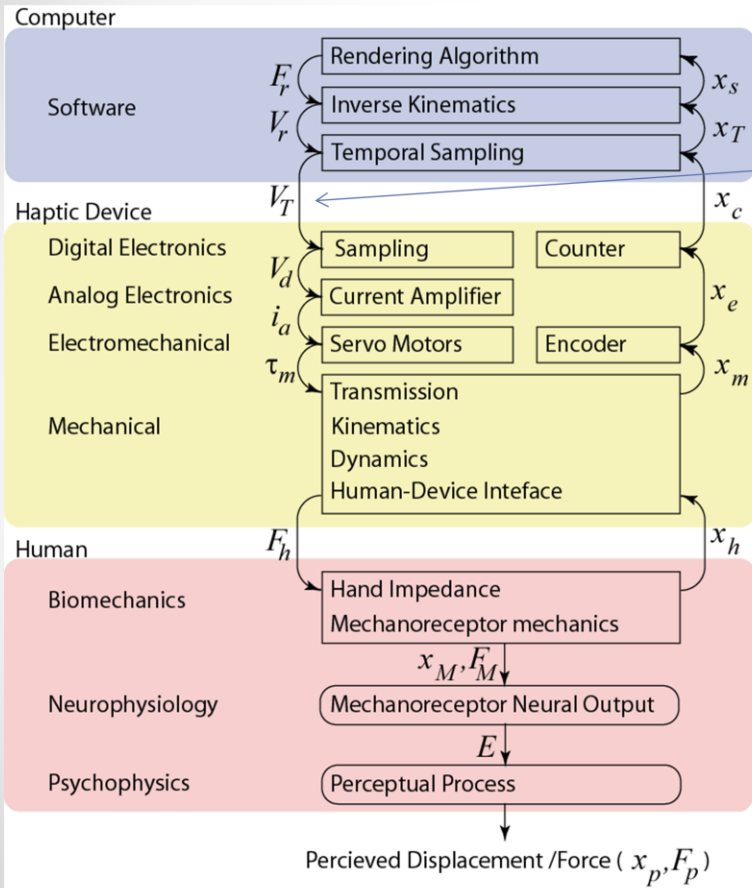 Computer
Rendering Algorithm
F_r
x_s
Software
Inverse Kinematics
V_r
x_T
Temporal Sampling
V_T
x_c
Haptic Device
Digital Electronics
Sampling
Counter
V_d
Analog Electronics
Current Amplifier
x_e
i_a
Electromechanical
Servo Motors
Encoder
τ_m
x_m
Transmission
Mechanical
Kinematics
Dynamics
Human-Device Inteface
F_h
x_h
Human
Biomechanics
Hand Impedance
Mechanoreceptor mechanics
x_M, F_M
Neurophysiology
Mechanoreceptor Neural Output
E
Psychophysics
Perceptual Process
Percieved Displacement /Force ( x_p, F_p )